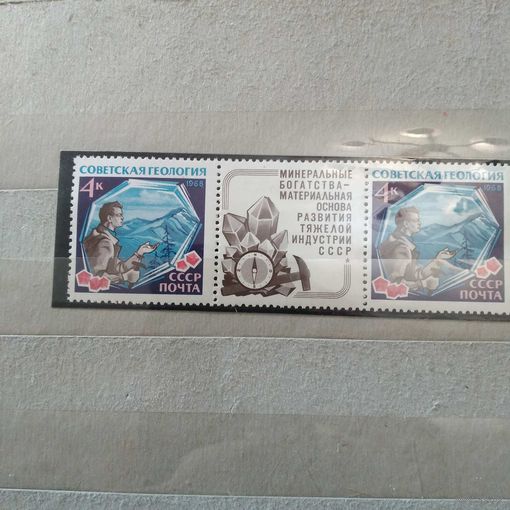 СОВЕТСКАЯ ГЕОЛОГИЯ
4к
1968
СССР
ПОЧТА
МИНЕРАЛЬНЫЕ
БОГАТСТВА-
МАТЕРИАЛЬНАЯ
ОСНОВА
РАЗВИТИЯ
ТЯЖЕЛОЙ
ИНДУСТРИИ
СССР
СОВЕТСКАЯ ГЕОЛОГИЯ
4к
1968
СССР
ПОЧТА